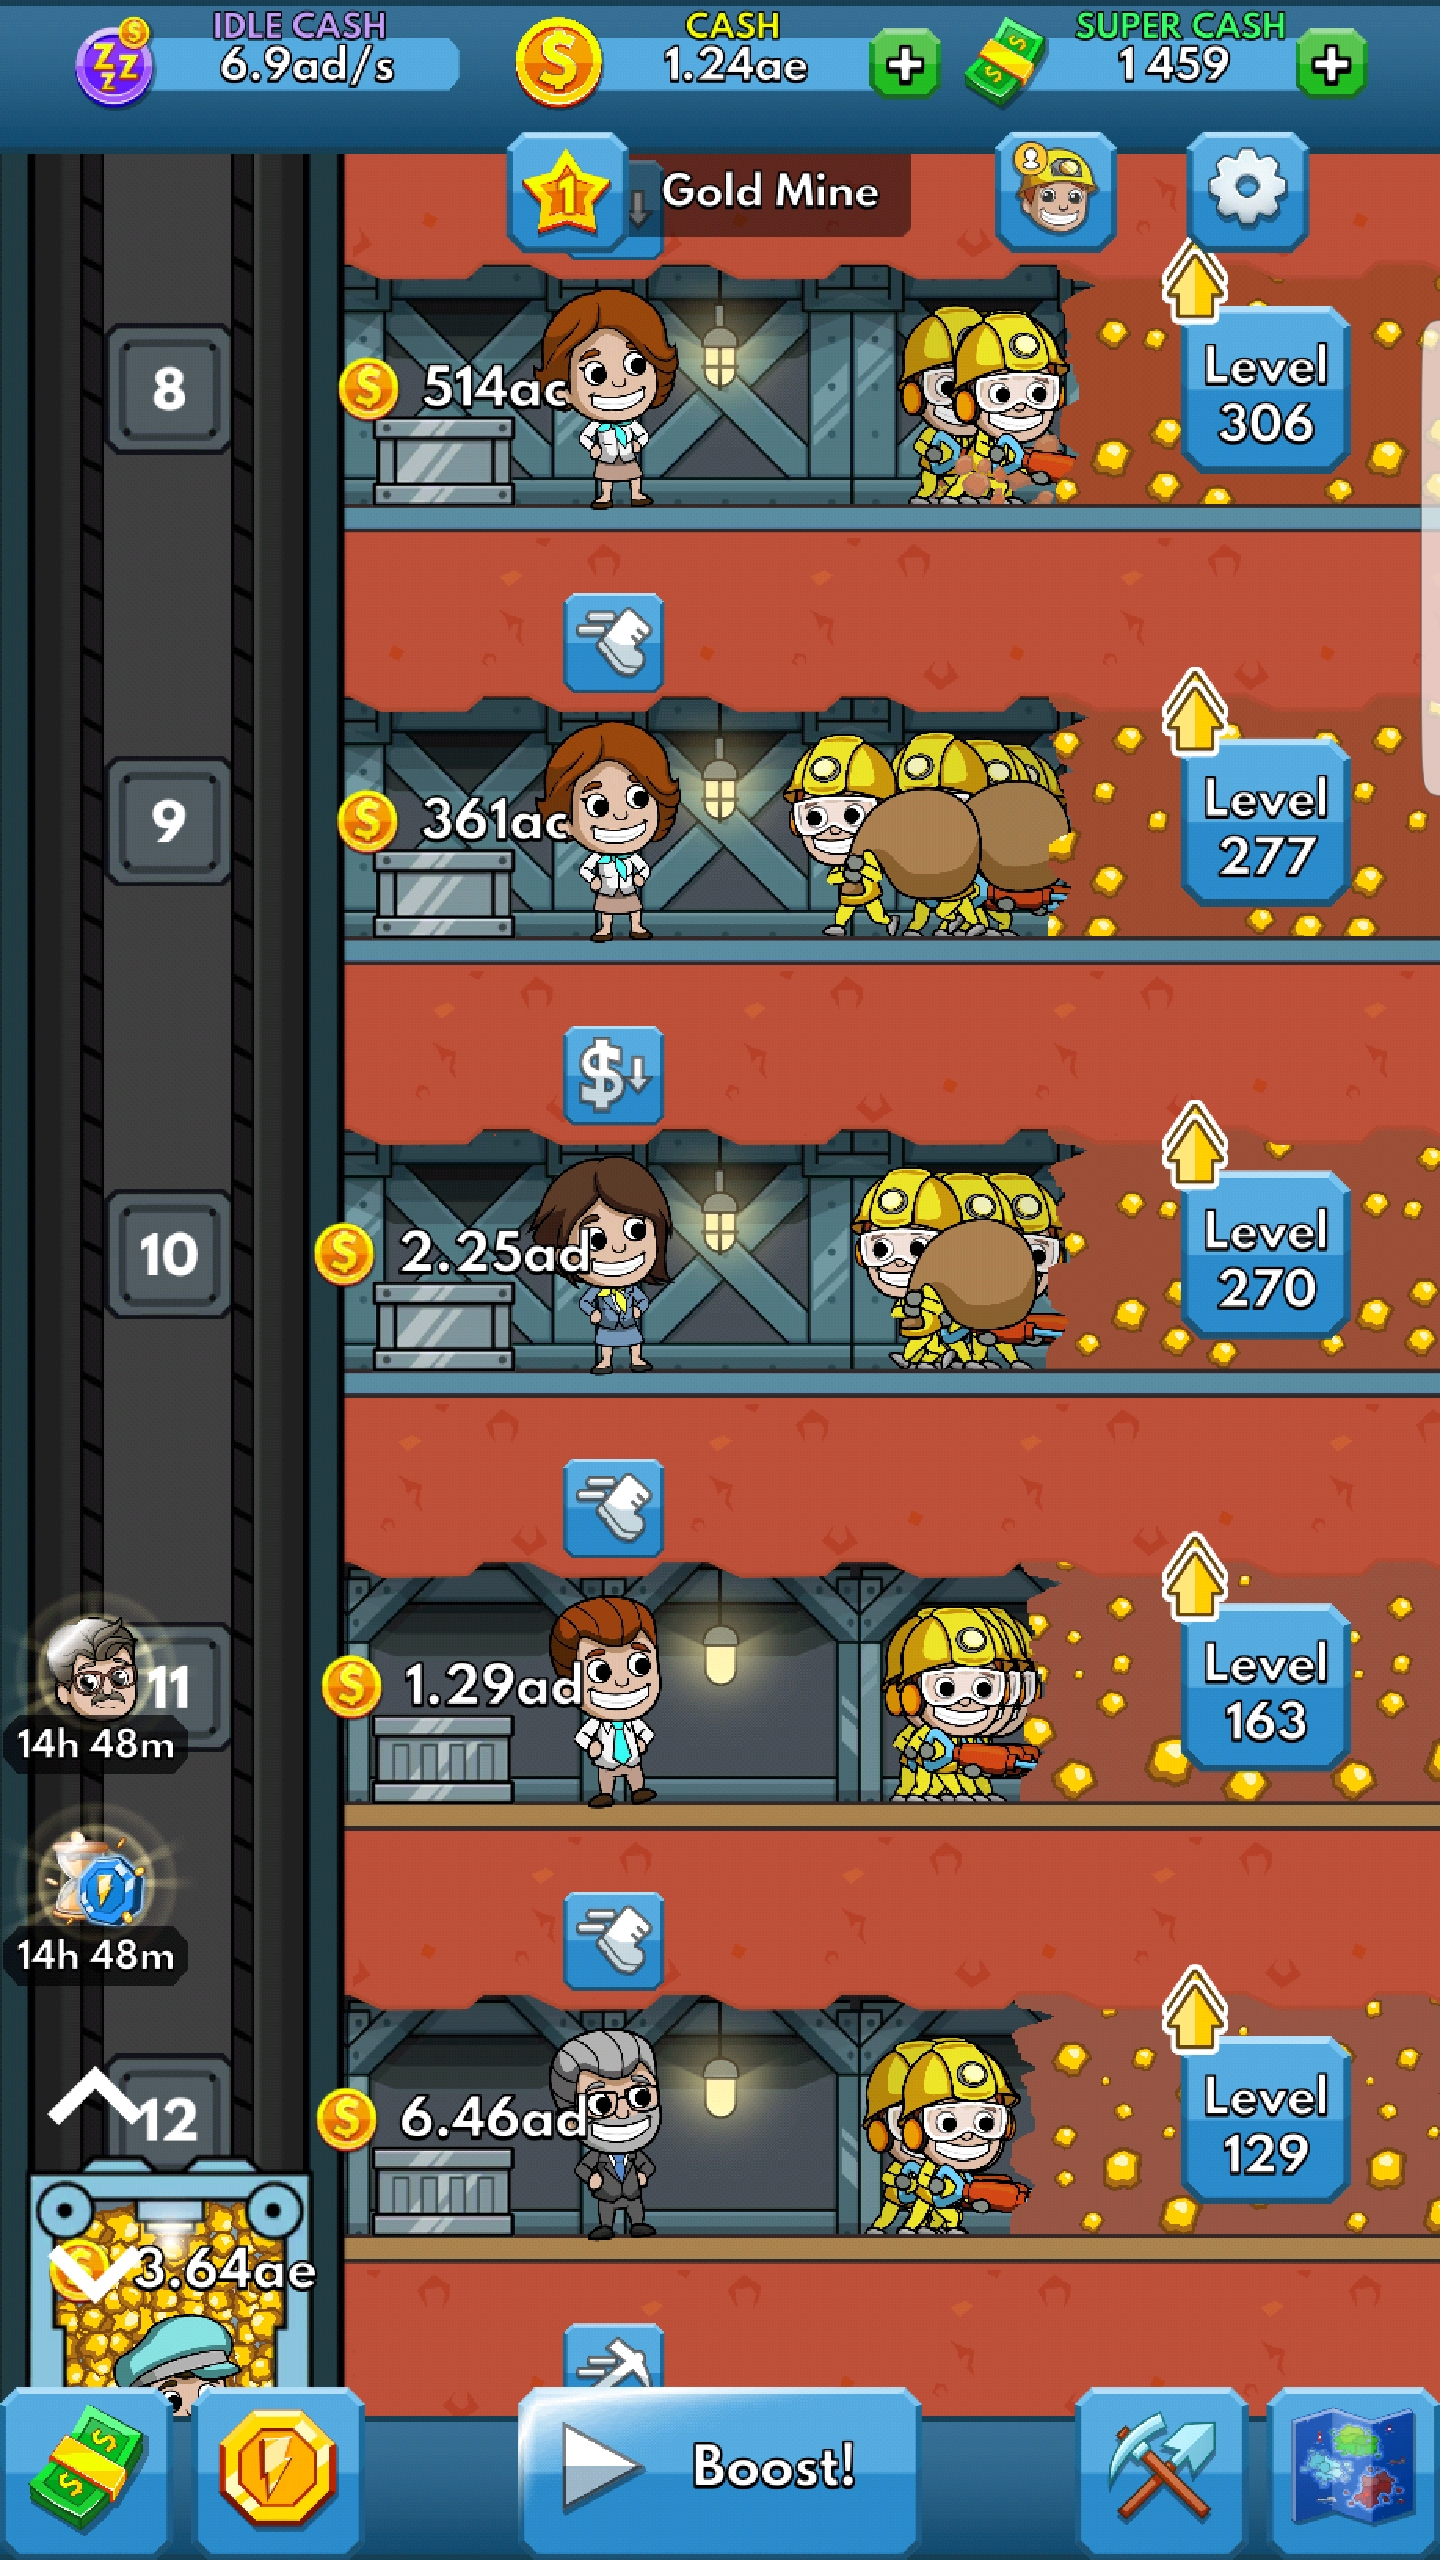 IDLE CASH
6.9ad/s
CASH
1.24ae
SUPER CASH
1 459
1
Gold Mine
8
514ac
Level
306
9
361ac
Level
277
10
2.25ad
Level
270
11
1.29ad
Level
163
14h 48m
14h 48m
12
6.46ad
Level
129
3.64ae
Boost!